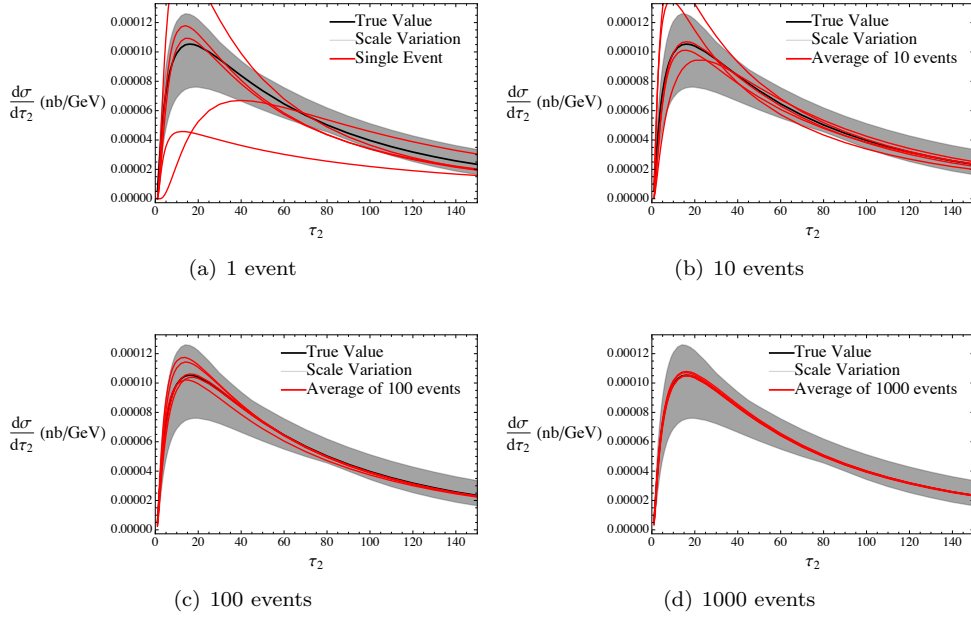 True Value
Scale Variation
Single Event
dσ/dτ₂ (nb/GeV)
0.00012
0.00010
0.00008
0.00006
0.00004
0.00002
0.00000
0 20 40 60 80 100 120 140
τ₂
(a) 1 event
True Value
Scale Variation
Average of 10 events
dσ/dτ₂ (nb/GeV)
0.00012
0.00010
0.00008
0.00006
0.00004
0.00002
0.00000
0 20 40 60 80 100 120 140
τ₂
(b) 10 events
True Value
Scale Variation
Average of 100 events
dσ/dτ₂ (nb/GeV)
0.00012
0.00010
0.00008
0.00006
0.00004
0.00002
0.00000
0 20 40 60 80 100 120 140
τ₂
(c) 100 events
True Value
Scale Variation
Average of 1000 events
dσ/dτ₂ (nb/GeV)
0.00012
0.00010
0.00008
0.00006
0.00004
0.00002
0.00000
0 20 40 60 80 100 120 140
τ₂
(d) 1000 events